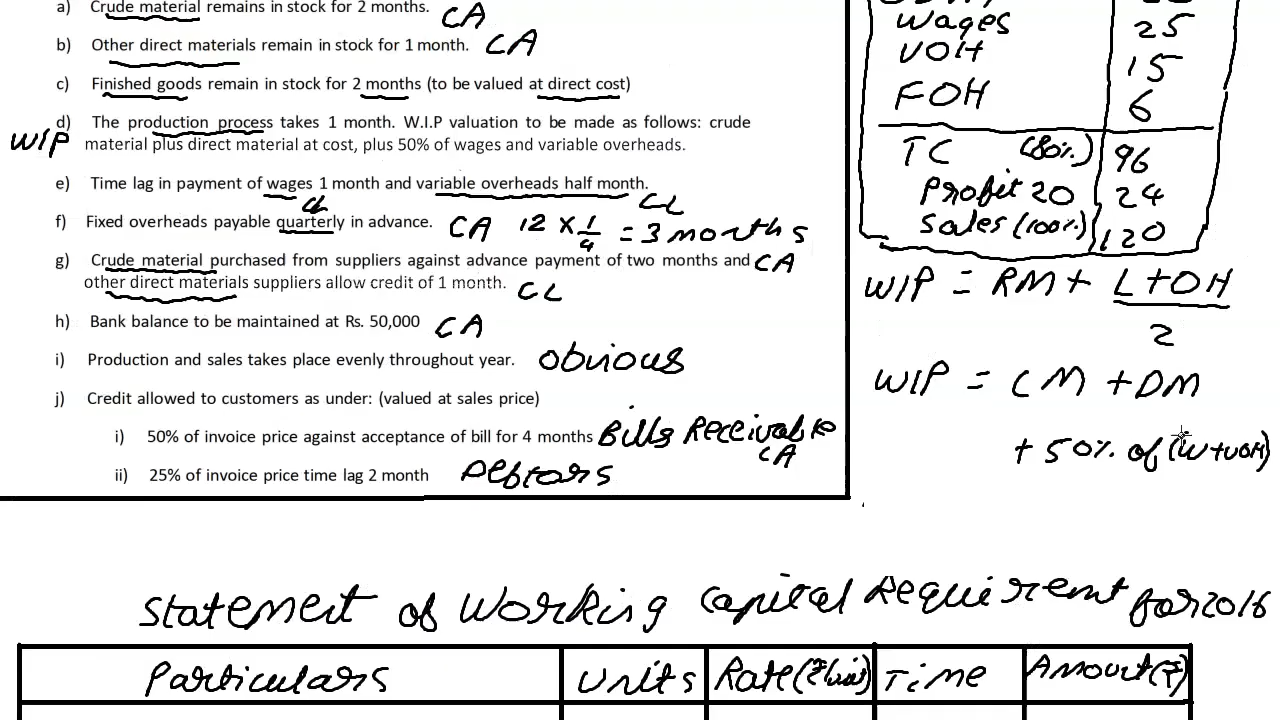 a) Crude material remains in stock for 2 months. CA
b) Other direct materials remain in stock for 1 month. CA
c) Finished goods remain in stock for 2 months (to be valued at direct cost)
d) The production process takes 1 month. W.I.P valuation to be made as follows: crude
WIP material plus direct material at cost, plus 50% of wages and variable overheads.
e) Time lag in payment of wages 1 month and variable overheads half month.
CL CL
f) Fixed overheads payable quarterly in advance. CA 12 × 1/4 = 3 months
g) Crude material purchased from suppliers against advance payment of two months and CA
other direct materials suppliers allow credit of 1 month. CL
h) Bank balance to be maintained at Rs. 50,000 CA
i) Production and sales takes place evenly throughout year. Obvious
j) Credit allowed to customers as under: (valued at sales price)
i) 50% of invoice price against acceptance of bill for 4 months Bills Receivable
CA
ii) 25% of invoice price time lag 2 month Debtors
Wages 25
VOH 15
FOH 6
TC (80%) 96
Profit 20 24
Sales (100%) 120
WIP = RM + L+OH
2
WIP = CM + DM
+ 50% of (W+VOH)
Statement of Working Capital Requirement for 2016
Particulars Units Rate (₹/unit) Time Amount (₹)